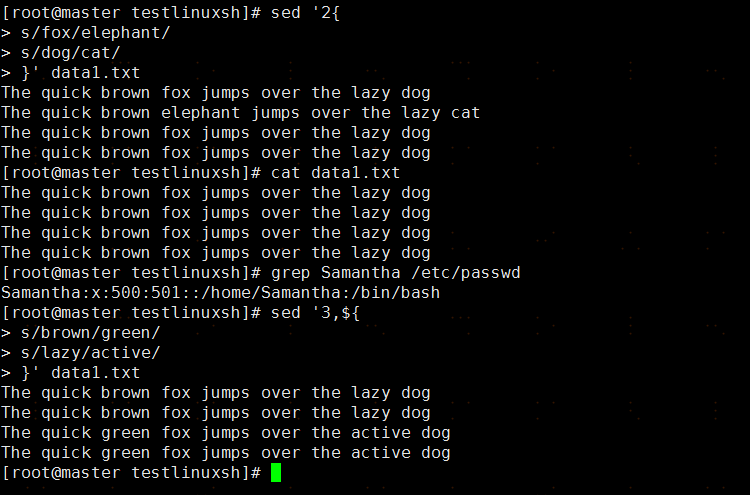 [root@master testlinuxsh]# sed '2{
> s/fox/elephant/
> s/dog/cat/
> }' data1.txt
The quick brown fox jumps over the lazy dog
The quick brown elephant jumps over the lazy cat
The quick brown fox jumps over the lazy dog
The quick brown fox jumps over the lazy dog
[root@master testlinuxsh]# cat data1.txt
The quick brown fox jumps over the lazy dog
The quick brown fox jumps over the lazy dog
The quick brown fox jumps over the lazy dog
The quick brown fox jumps over the lazy dog
[root@master testlinuxsh]# grep Samantha /etc/passwd
Samantha:x:500:501::/home/Samantha:/bin/bash
[root@master testlinuxsh]# sed '3,${
> s/brown/green/
> s/lazy/active/
> }' data1.txt
The quick brown fox jumps over the lazy dog
The quick brown fox jumps over the lazy dog
The quick green fox jumps over the active dog
The quick green fox jumps over the active dog
[root@master testlinuxsh]#